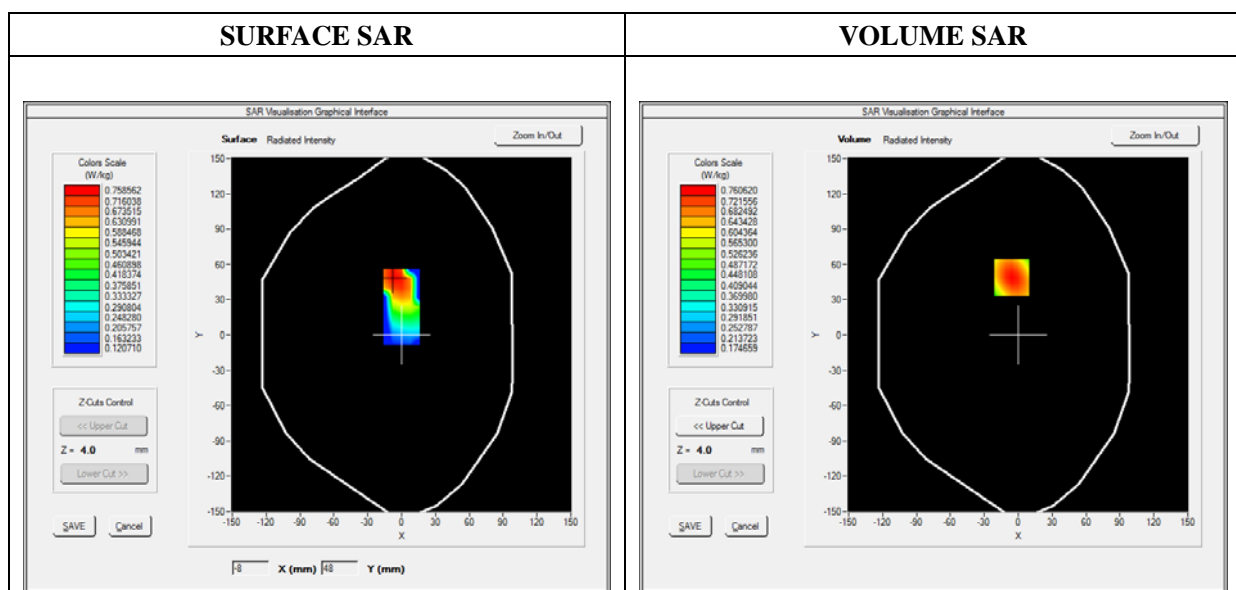 SURFACE SAR
VOLUME SAR
SAR Visualisation Graphical Interface
Surface Radiated Intensity
Zoom In/Out
Colors Scale
(W/kg)
0.758562
0.716038
0.673515
0.630991
0.588468
0.545944
0.503421
0.460898
0.418374
0.375851
0.333327
0.290804
0.248280
0.205757
0.163233
0.120710
150
120
90
60
30
0
-30
-60
-90
-120
-150
Y
-150 -120 -90 -60 -30 0 30 60 90 120 150
X
Z-Cuts Control
<< Upper Cut
Z = 4.0 mm
Lower Cut >>
SAVE Cancel
-8 X (mm) 48 Y (mm)
SAR Visualisation Graphical Interface
Volume Radiated Intensity
Zoom In/Out
Colors Scale
(W/kg)
0.760620
0.721556
0.682492
0.643428
0.604364
0.565300
0.526236
0.487172
0.448108
0.409044
0.369980
0.330915
0.291851
0.252787
0.213723
0.174659
150
120
90
60
30
0
-30
-60
-90
-120
-150
Y
-150 -120 -90 -60 -30 0 30 60 90 120 150
X
Z-Cuts Control
<< Upper Cut
Z = 4.0 mm
Lower Cut >>
SAVE Cancel